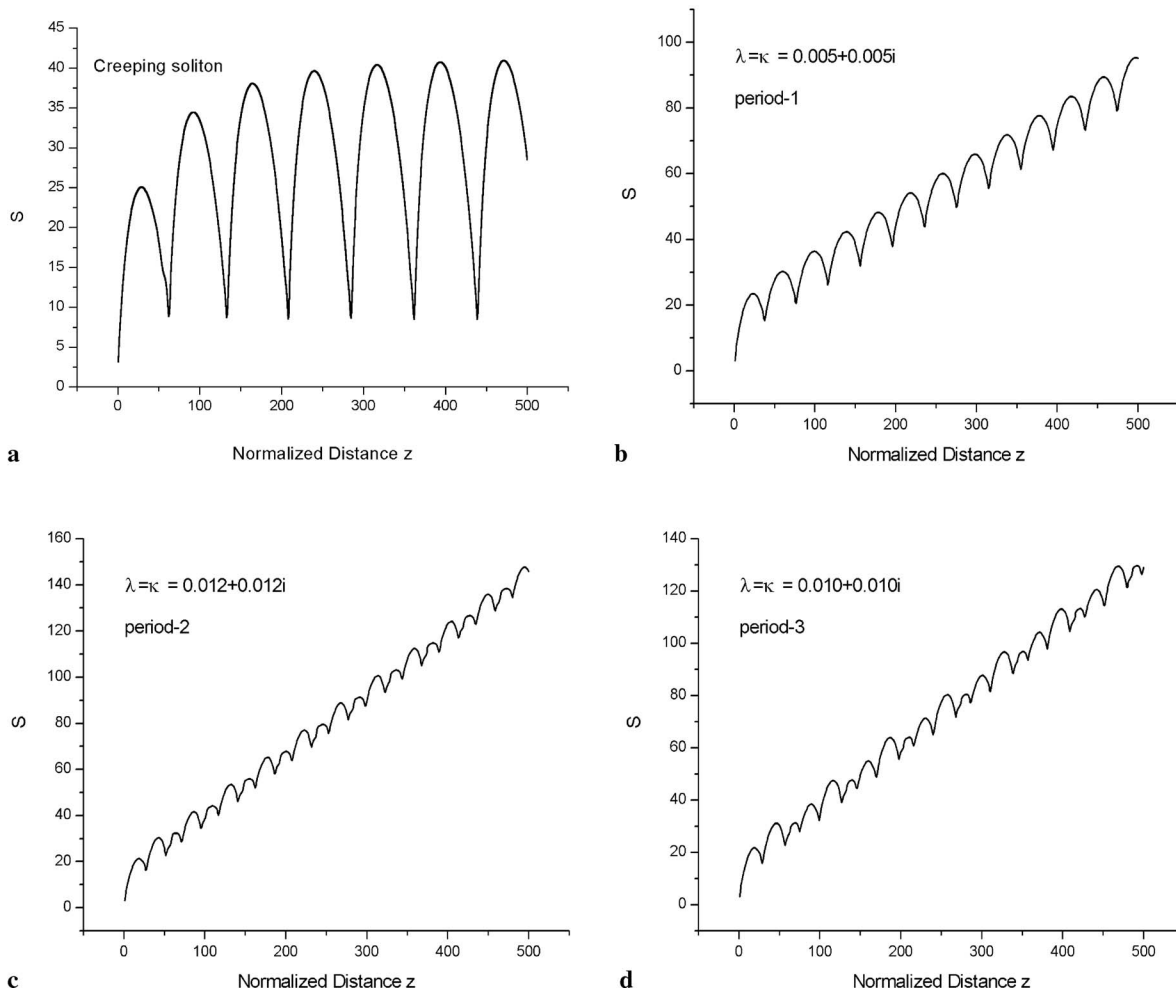 45
40
35
30
25
20
15
10
5
0
Creeping soliton
S
0 100 200 300 400 500
Normalized Distance z
a
100
80
60
40
20
0
λ=κ = 0.005+0.005i
period-1
S
0 100 200 300 400 500
Normalized Distance z
b
160
140
120
100
80
60
40
20
0
λ=κ = 0.012+0.012i
period-2
S
0 100 200 300 400 500
Normalized Distance z
c
140
120
100
80
60
40
20
0
λ=κ = 0.010+0.010i
period-3
S
0 100 200 300 400 500
Normalized Distance z
d